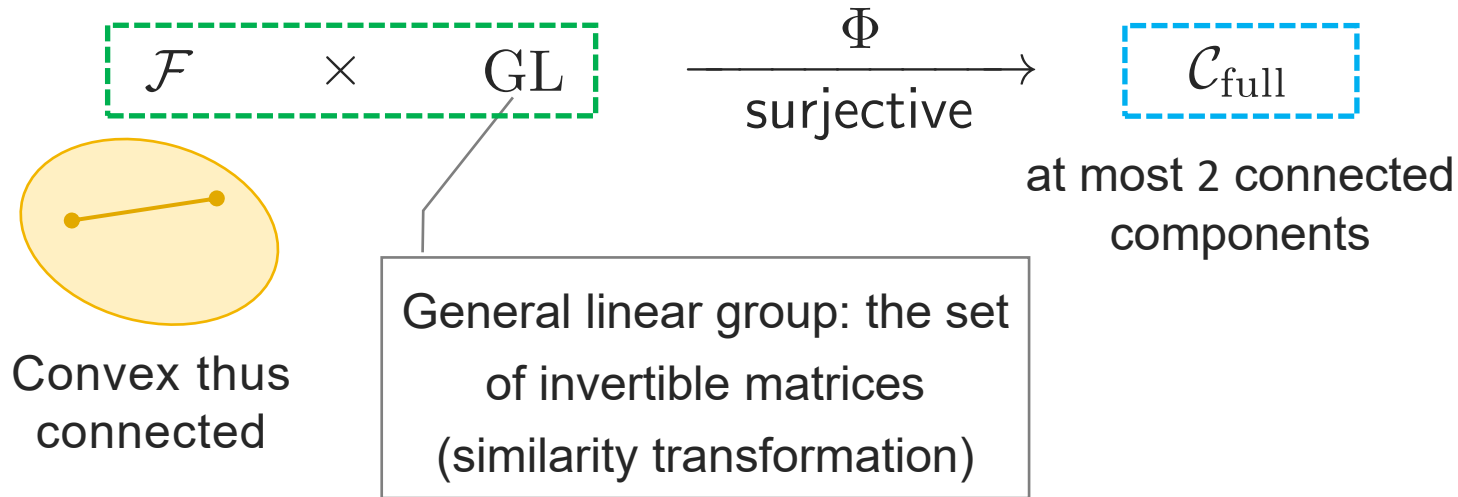 ℱ × GL Φ 𝒞full
surjective
at most 2 connected
components
Convex thus
connected
General linear group: the set
of invertible matrices
(similarity transformation)